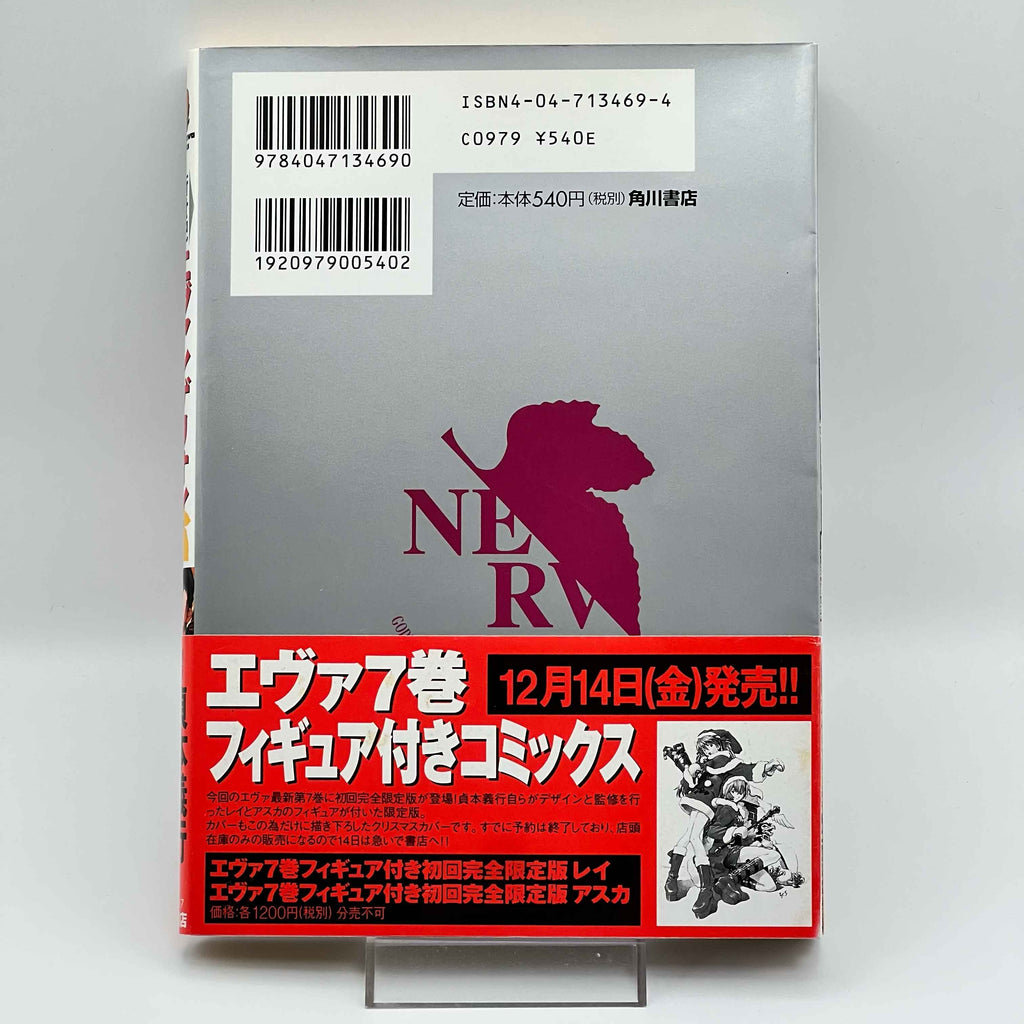 ISBN4-04-713469-4
C0979 ¥540E
9784047134690
1920979005402
定価:本体540円(税別)角川書店
NE
RV
エヴァ7巻
12月14日(金)発売!!
フィギュア付きコミックス
今回のエヴァ最新第7巻に初回完全限定版が登場!貞本義行自らがデザインと監修を行
ったレイとアスカのフィギュアが付いた限定版。
カバーもこの為だけに描き下ろしたクリスマスカバーです。すでに予約は終了しており、店頭
在庫のみの販売になるので14日は急いで書店へ!!
エヴァ7巻フィギュア付き初回完全限定版 レイ
エヴァ7巻フィギュア付き初回完全限定版 アスカ
価格:各1200円(税別) 分売不可